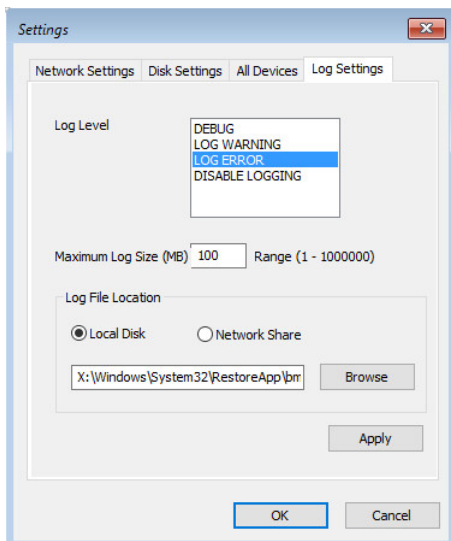 Settings
Network Settings Disk Settings All Devices Log Settings
Log Level
DEBUG
LOG WARNING
LOG ERROR
DISABLE LOGGING
Maximum Log Size (MB) 100 Range (1 - 1000000)
Log File Location
Local Disk Network Share
X:\Windows\System32\RestoreApp\bm Browse
Apply
OK Cancel